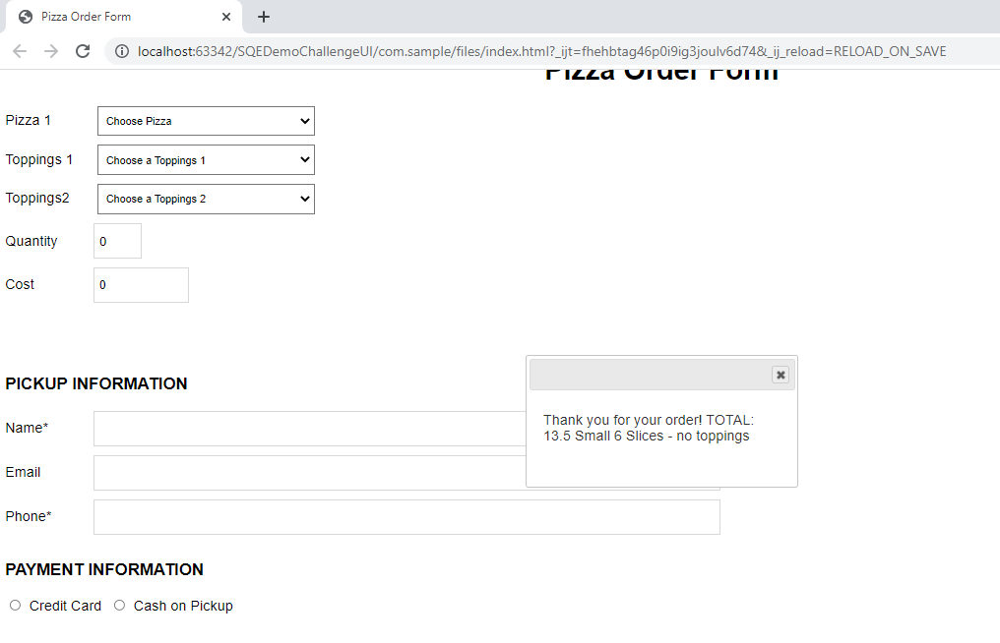 Pizza Order Form
localhost:63342/SQEDemoChallengeUI/com.sample/files/index.html?_ijt=fhehbtag46p0i9ig3joulv6d74&_ij_reload=RELOAD_ON_SAVE
Pizza Order Form
Pizza 1 Choose Pizza
Toppings 1 Choose a Toppings 1
Toppings2 Choose a Toppings 2
Quantity 0
Cost 0
PICKUP INFORMATION
Name*
Email
Phone*
Thank you for your order! TOTAL:
13.5 Small 6 Slices - no toppings
PAYMENT INFORMATION
Credit Card Cash on Pickup